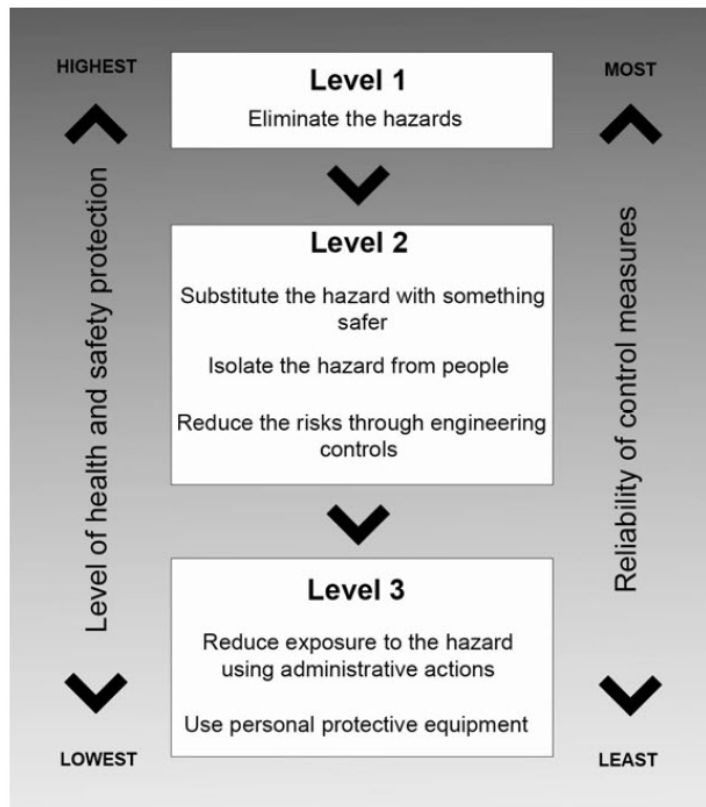 HIGHEST
MOST
Level 1
Eliminate the hazards
Level 2
Substitute the hazard with something
safer
Isolate the hazard from people
Reduce the risks through engineering
controls
Level 3
Reduce exposure to the hazard
using administrative actions
Use personal protective equipment
Level of health and safety protection
Reliability of control measures
LOWEST
LEAST